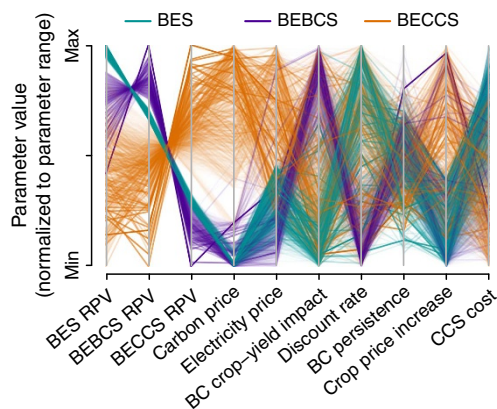 BES BEBCS BECCS
Max
Min
Parameter value
(normalized to parameter range)
BES RPV
BEBCS RPV
BECCS RPV
Carbon price
Electricity price
BC crop−yield impact
Discount rate
BC persistence
Crop price increase
CCS cost